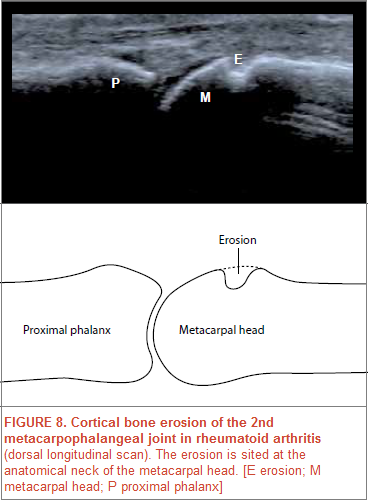 E
P
M
Erosion
Proximal phalanx
Metacarpal head
FIGURE 8. Cortical bone erosion of the 2nd
metacarpophalangeal joint in rheumatoid arthritis
(dorsal longitudinal scan). The erosion is sited at the
anatomical neck of the metacarpal head. [E erosion; M
metacarpal head; P proximal phalanx]